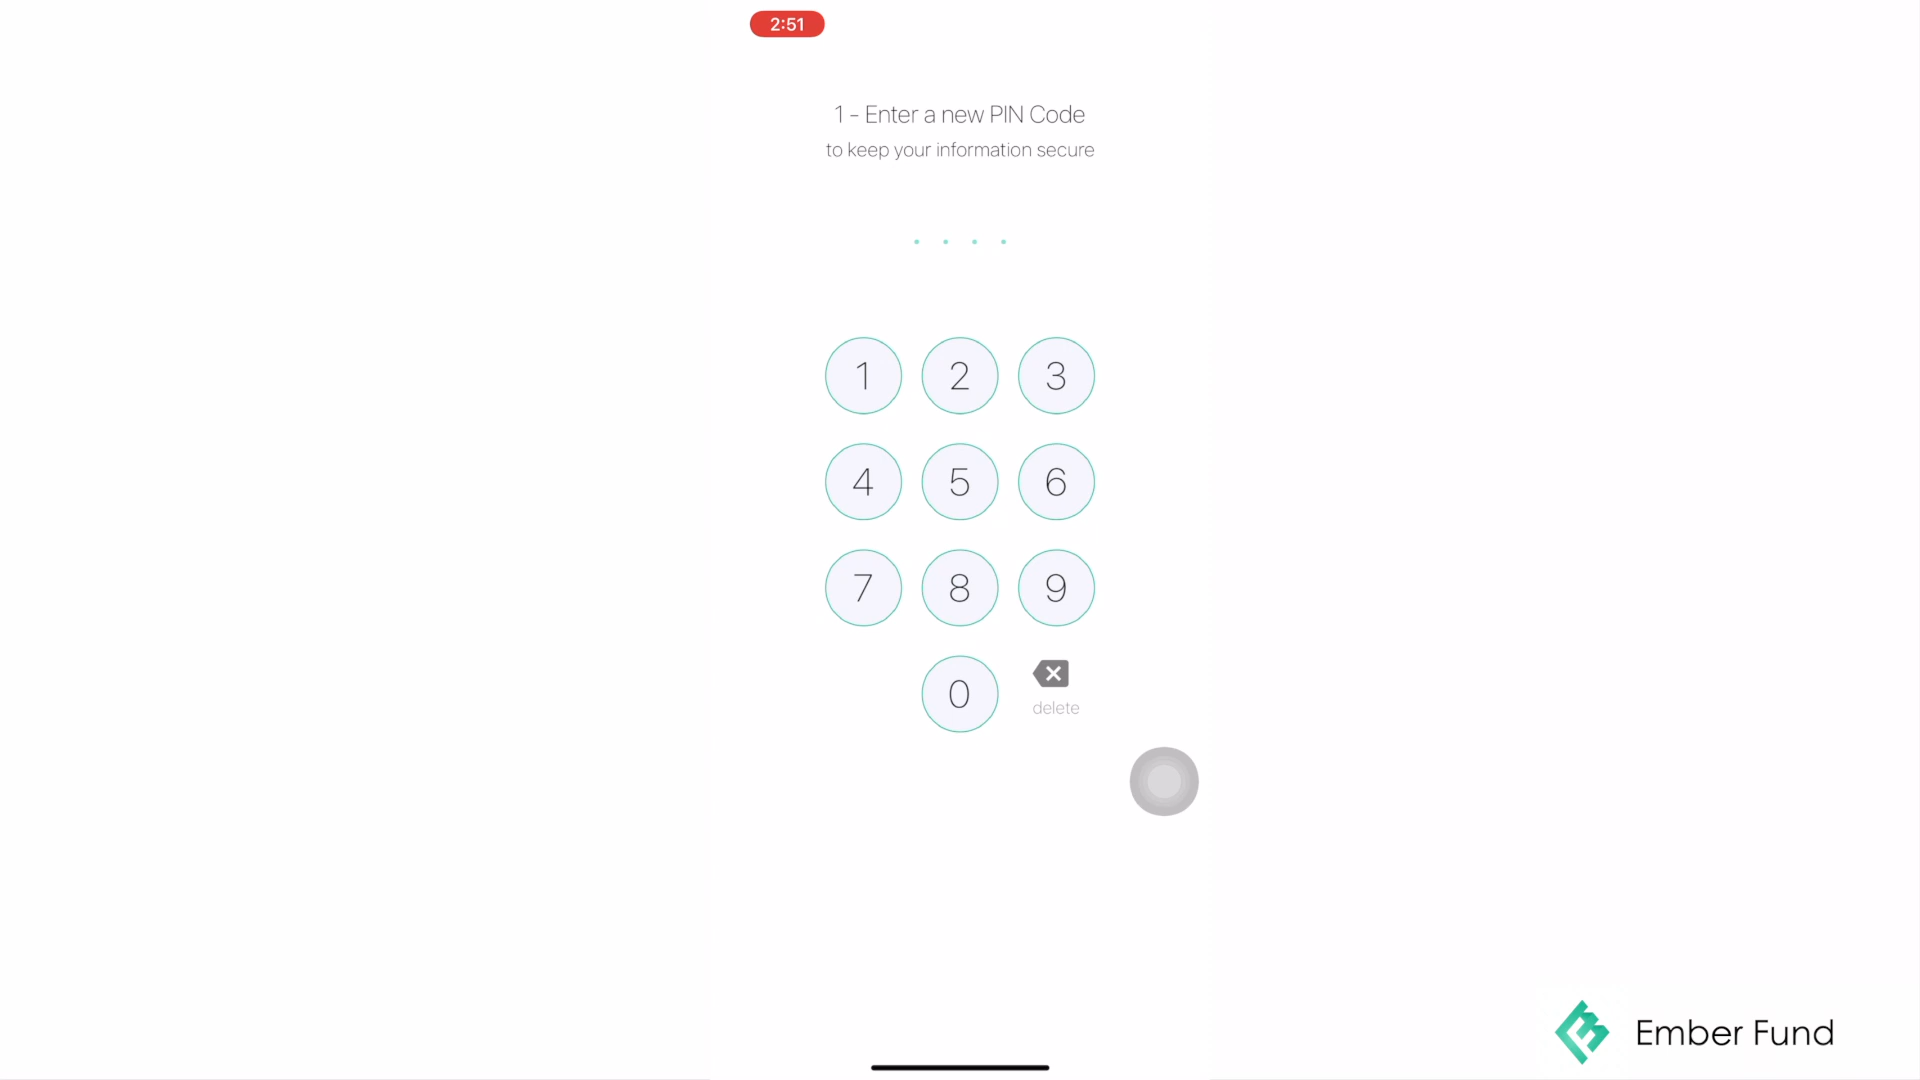 2:51
1 - Enter a new PIN Code
to keep your information secure
1 2 3
4 5 6
7 8 9
0
delete
Ember Fund